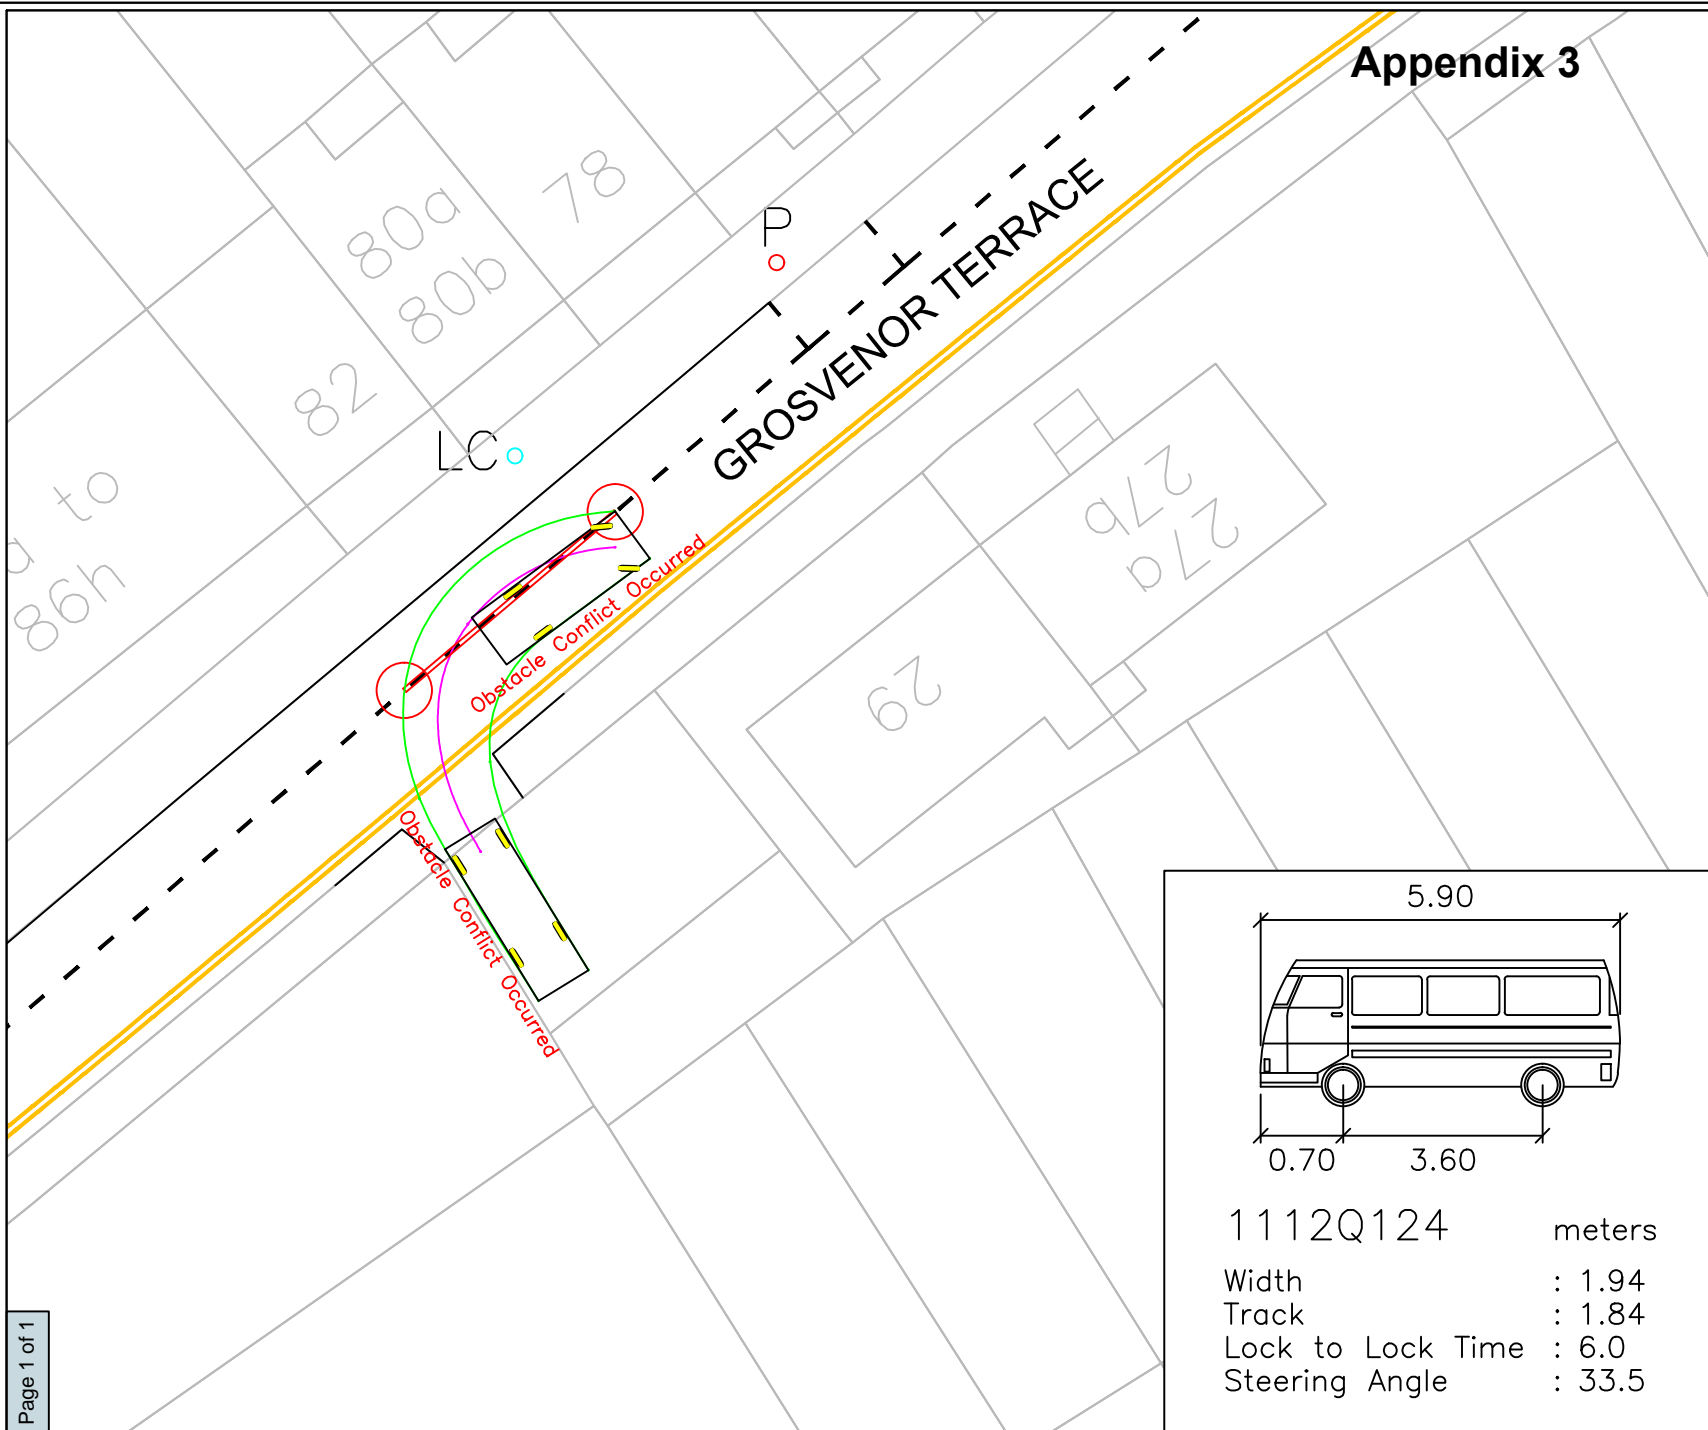 Appendix 3
78
80a
80b
P
82
LC
GROSVENOR TERRACE
a to
86h
27b
27a
29
Obstacle Conflict Occurred
Obstacle Conflict Occurred
5.90
0.70 3.60
1112Q124 meters
Width : 1.94
Track : 1.84
Lock to Lock Time : 6.0
Steering Angle : 33.5
Page 1 of 1